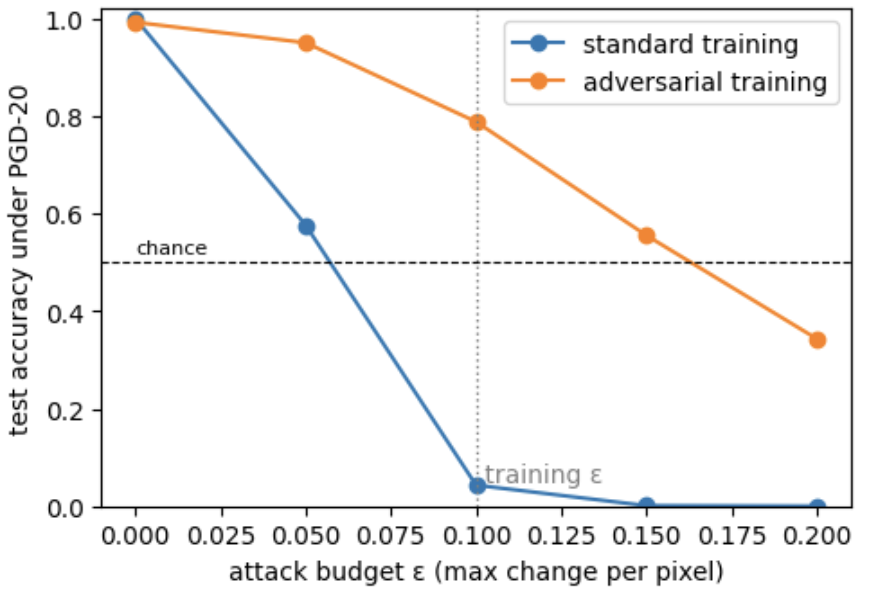 1.0
0.8
0.6
0.4
0.2
0.0
test accuracy under PGD-20
standard training
adversarial training
chance
training ε
0.000 0.025 0.050 0.075 0.100 0.125 0.150 0.175 0.200
attack budget ε (max change per pixel)